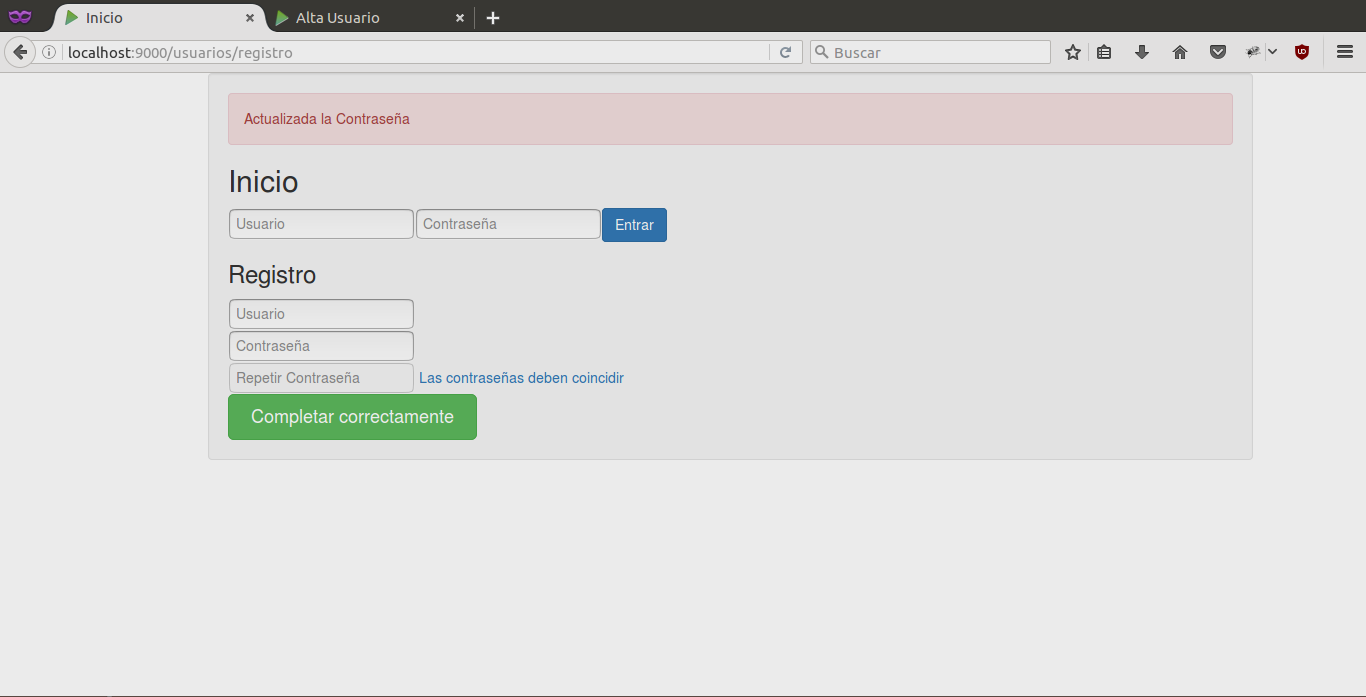 Inicio
Alta Usuario
localhost:9000/usuarios/registro
Buscar
Actualizada la Contraseña
Inicio
Usuario
Contraseña
Entrar
Registro
Usuario
Contraseña
Repetir Contraseña
Las contraseñas deben coincidir
Completar correctamente